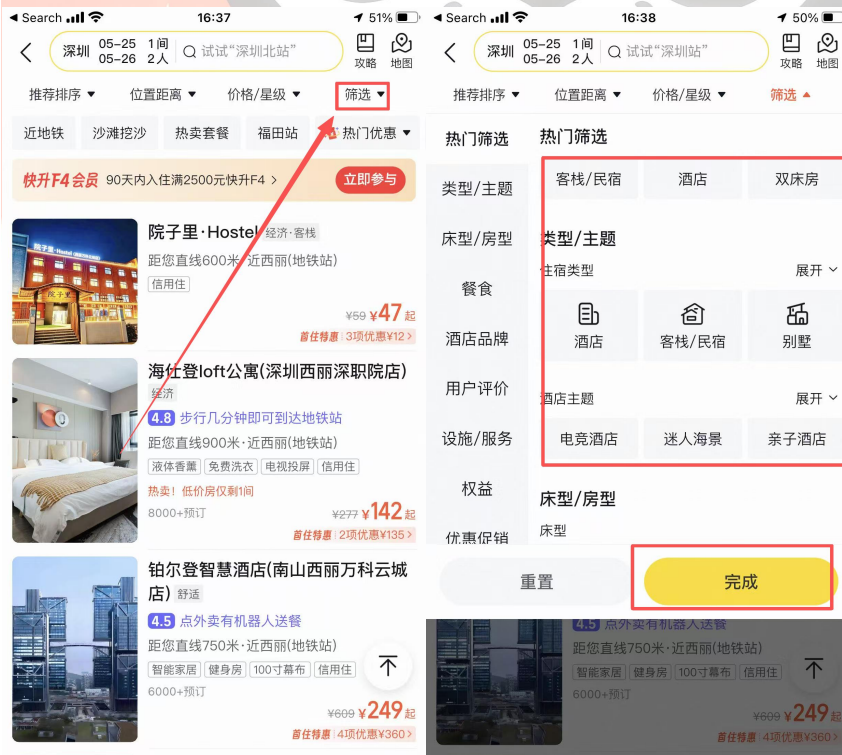 Search 16:37 51%
深圳 05-25 1间 试试“深圳北站” 攻略 地图
05-26 2人
推荐排序 位置距离 价格/星级 筛选
近地铁 沙滩挖沙 热卖套餐 福田站 热门优惠
快升F4会员 90天内入住满2500元快升F4 > 立即参与
院子里·Hostel
院子里
院子里·Hostel 经济·客栈
距您直线600米·近西丽(地铁站)
信用住
¥59 ¥47起
首住特惠 3项优惠¥12>
海仕登loft公寓(深圳西丽深职院店)
经济
4.8 步行几分钟即可到达地铁站
距您直线900米·近西丽(地铁站)
液体香薰 免费洗衣 电视投屏 信用住
热卖！低价房仅剩1间
8000+预订 ¥277 ¥142起
首住特惠 2项优惠¥135>
铂尔登智慧酒店(南山西丽万科云城
店) 舒适
4.5 点外卖有机器人送餐
距您直线750米·近西丽(地铁站)
智能家居 健身房 100寸幕布 信用住
6000+预订
¥609 ¥249起
首住特惠 4项优惠¥360>
Search 16:38 50%
深圳 05-25 1间 试试“深圳站” 攻略 地图
05-26 2人
推荐排序 位置距离 价格/星级 筛选
热门筛选
类型/主题
床型/房型
餐食
酒店品牌
用户评价
设施/服务
权益
优惠促销
热门筛选
客栈/民宿 酒店 双床房
类型/主题
住宿类型 展开
酒店 客栈/民宿 别墅
酒店主题 展开
电竞酒店 迷人海景 亲子酒店
床型/房型
床型
重置 完成
4.5 点外卖有机器人送餐
距您直线750米·近西丽(地铁站)
智能家居 健身房 100寸幕布 信用住
6000+预订
¥609 ¥249起
首住特惠 4项优惠¥360>